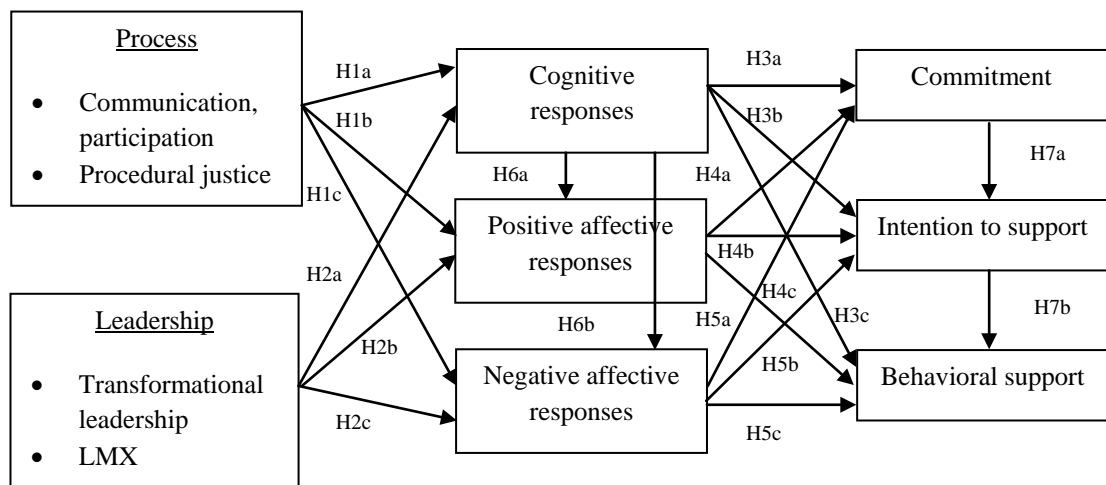 Process
• Communication,
participation
• Procedural justice
Leadership
• Transformational
leadership
• LMX
H1a
H1b
H1c
H2a
H2b
H2c
Cognitive
responses
H6a
Positive affective
responses
H6b
Negative affective
responses
H3a
H3b
H4a
H4b
H4c
H5a
H3c
H5b
H5c
Commitment
H7a
Intention to support
H7b
Behavioral support